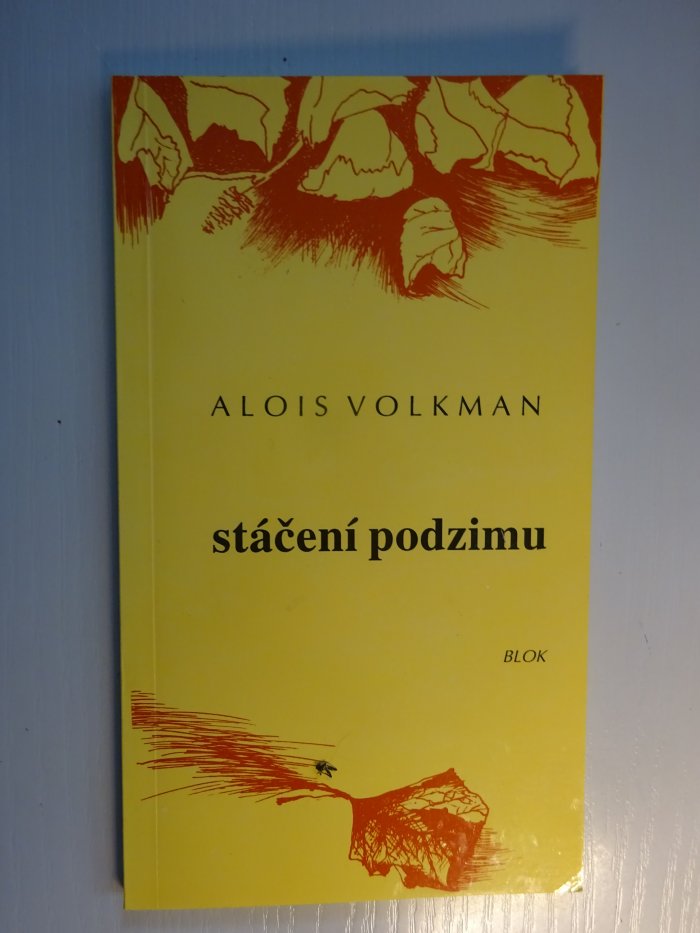 ALOIS VOLKMAN
stáčení podzimu
BLOK